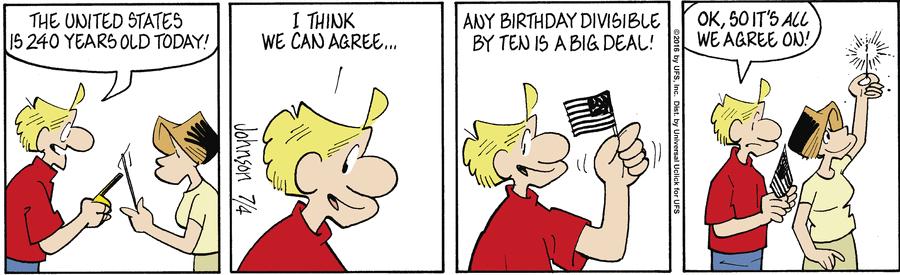 THE UNITED STATES
IS 240 YEARS OLD TODAY!
I THINK
WE CAN AGREE...
Johnson 7/4
ANY BIRTHDAY DIVISIBLE
BY TEN IS A BIG DEAL!
©2016 by UFS, Inc. Dist. by Universal Uclick for UFS
OK, SO IT'S ALL
WE AGREE ON!